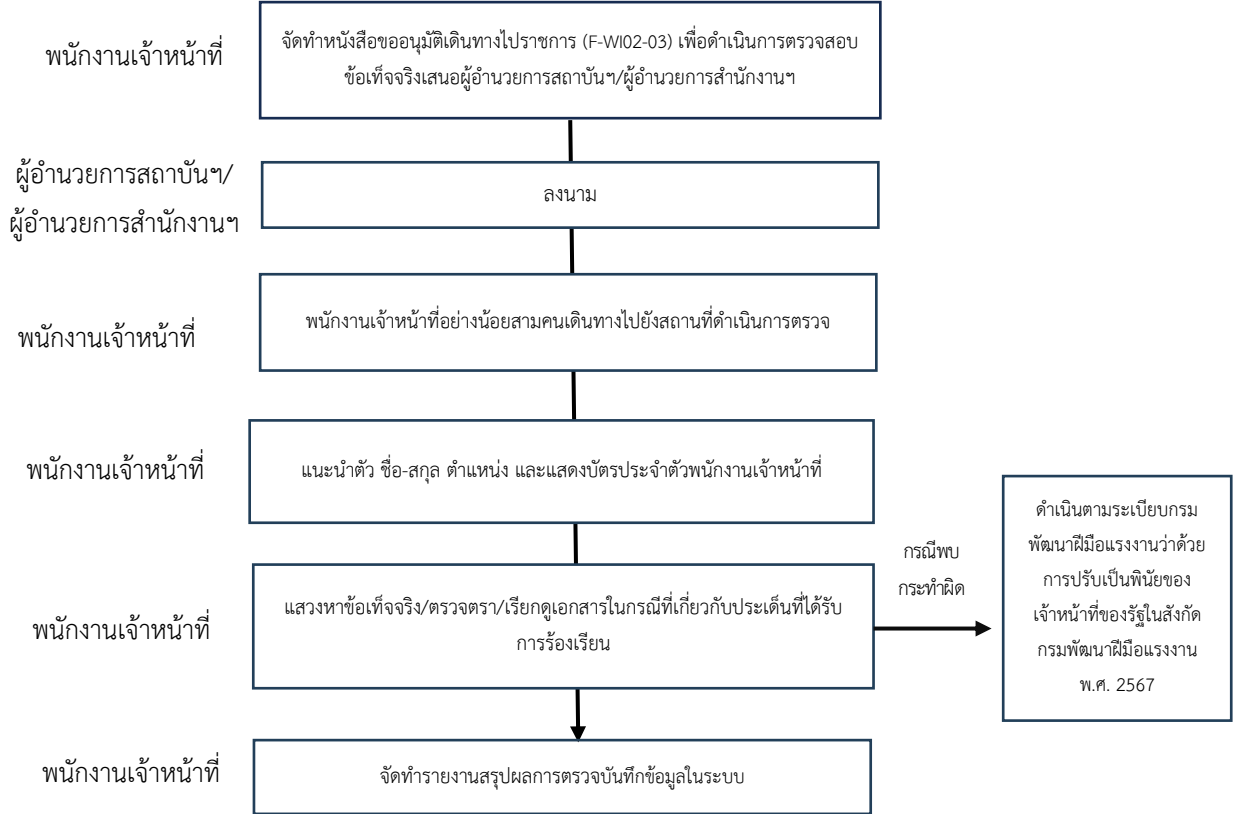 พนักงานเจ้าหน้าที่
จัดทำหนังสือขออนุมัติเดินทางไปราชการ (F-WI02-03) เพื่อดำเนินการตรวจสอบ
ข้อเท็จจริงเสนอผู้อำนวยการสถาบันฯ/ผู้อำนวยการสำนักงานฯ
ผู้อำนวยการสถาบันฯ/
ผู้อำนวยการสำนักงานฯ
ลงนาม
พนักงานเจ้าหน้าที่
พนักงานเจ้าหน้าที่อย่างน้อยสามคนเดินทางไปยังสถานที่ดำเนินการตรวจ
พนักงานเจ้าหน้าที่
แนะนำตัว ชื่อ-สกุล ตำแหน่ง และแสดงบัตรประจำตัวพนักงานเจ้าหน้าที่
พนักงานเจ้าหน้าที่
แสวงหาข้อเท็จจริง/ตรวจตรา/เรียกดูเอกสารในกรณีที่เกี่ยวกับประเด็นที่ได้รับ
การร้องเรียน
กรณีพบ
กระทำผิด
ดำเนินตามระเบียบกรม
พัฒนาฝีมือแรงงานว่าด้วย
การปรับเป็นพินัยของ
เจ้าหน้าที่ของรัฐในสังกัด
กรมพัฒนาฝีมือแรงงาน
พ.ศ. 2567
พนักงานเจ้าหน้าที่
จัดทำรายงานสรุปผลการตรวจบันทึกข้อมูลในระบบ